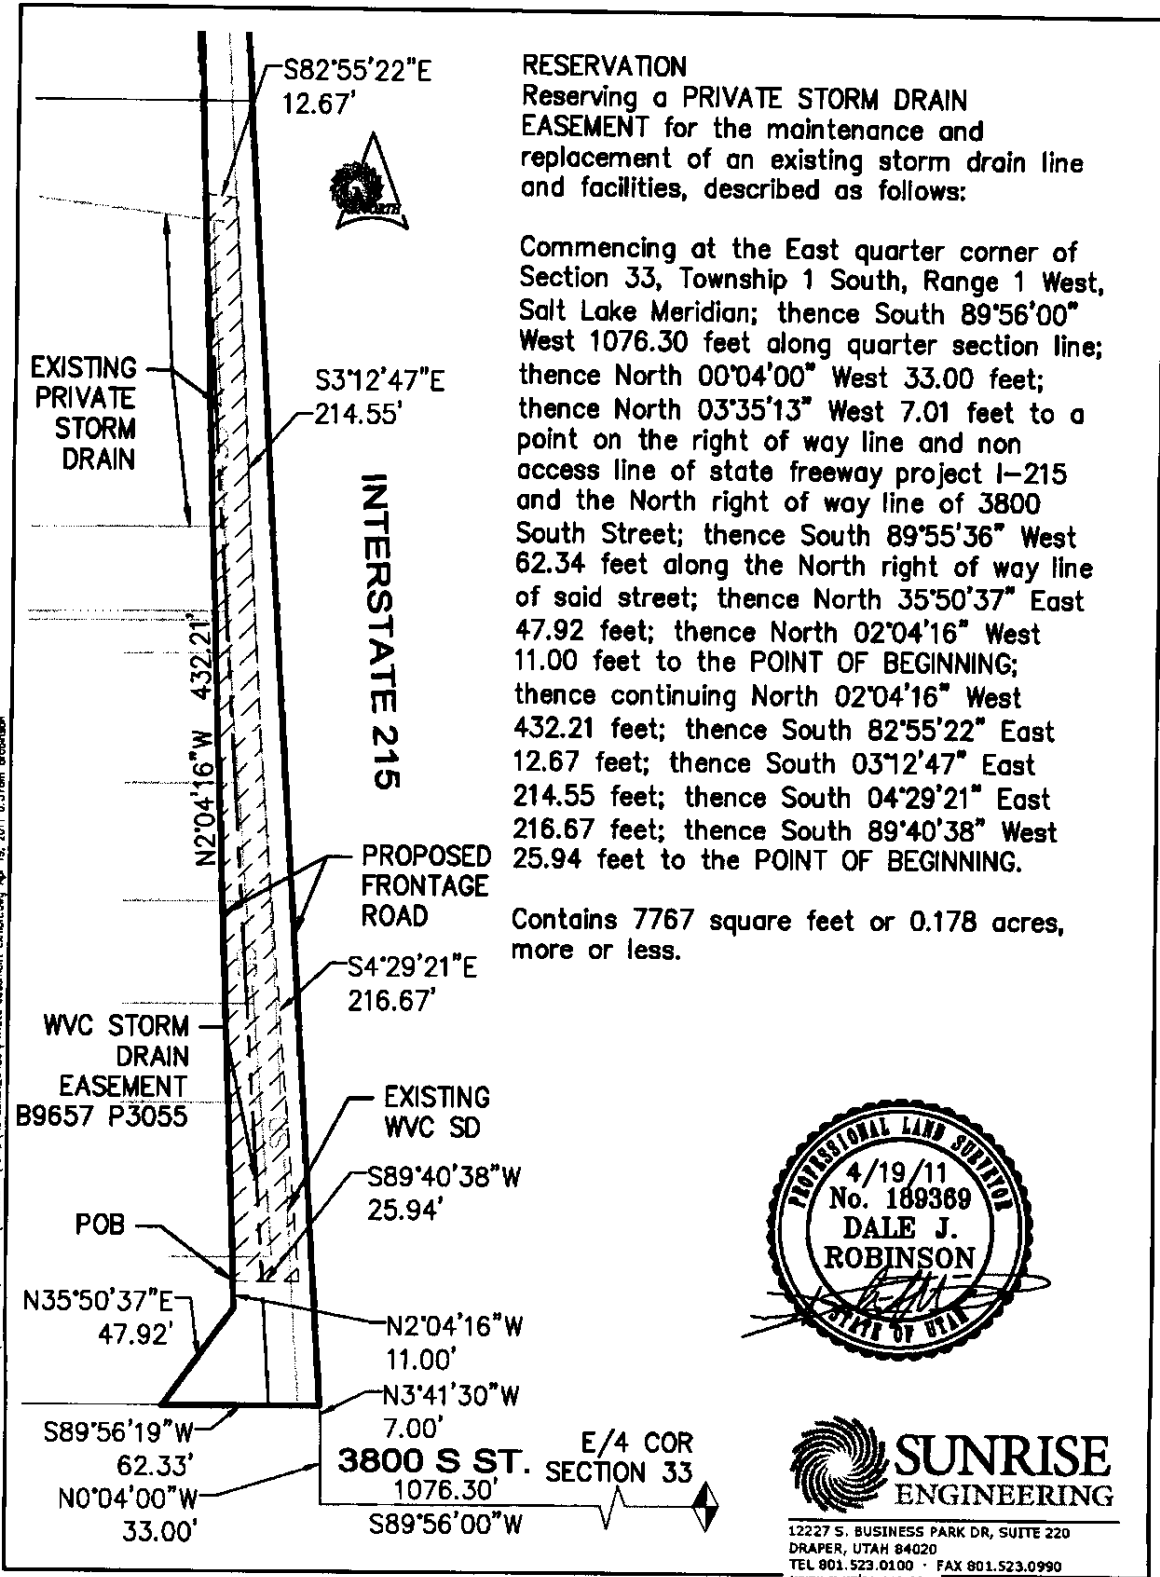 S82°55'22"E
12.67'
NORTH
RESERVATION
Reserving a PRIVATE STORM DRAIN
EASEMENT for the maintenance and
replacement of an existing storm drain line
and facilities, described as follows:
Commencing at the East quarter corner of
Section 33, Township 1 South, Range 1 West,
Salt Lake Meridian; thence South 89°56'00"
West 1076.30 feet along quarter section line;
thence North 00°04'00" West 33.00 feet;
thence North 03°35'13" West 7.01 feet to a
point on the right of way line and non
access line of state freeway project I-215
and the North right of way line of 3800
South Street; thence South 89°55'36" West
62.34 feet along the North right of way line
of said street; thence North 35°50'37" East
47.92 feet; thence North 02°04'16" West
11.00 feet to the POINT OF BEGINNING;
thence continuing North 02°04'16" West
432.21 feet; thence South 82°55'22" East
12.67 feet; thence South 03°12'47" East
214.55 feet; thence South 04°29'21" East
216.67 feet; thence South 89°40'38" West
25.94 feet to the POINT OF BEGINNING.
Contains 7767 square feet or 0.178 acres,
more or less.
EXISTING
PRIVATE
STORM
DRAIN
S3°12'47"E
214.55'
INTERSTATE 215
N2°04'16"W 432.21'
PROPOSED
FRONTAGE
ROAD
S4°29'21"E
216.67'
WVC STORM
DRAIN
EASEMENT
B9657 P3055
EXISTING
WVC SD
S89°40'38"W
25.94'
POB
N35°50'37"E
47.92'
N2°04'16"W
11.00'
N3°41'30"W
7.00'
S89°56'19"W
62.33'
N0°04'00"W
33.00'
3800 S ST.
1076.30'
S89°56'00"W
E/4 COR
SECTION 33
PROFESSIONAL LAND SURVEYOR
4/19/11
No. 189369
DALE J.
ROBINSON
STATE OF UTAH
SUNRISE
ENGINEERING
12227 S. BUSINESS PARK DR, SUITE 220
DRAPER, UTAH 84020
TEL 801.523.0100 · FAX 801.523.0990